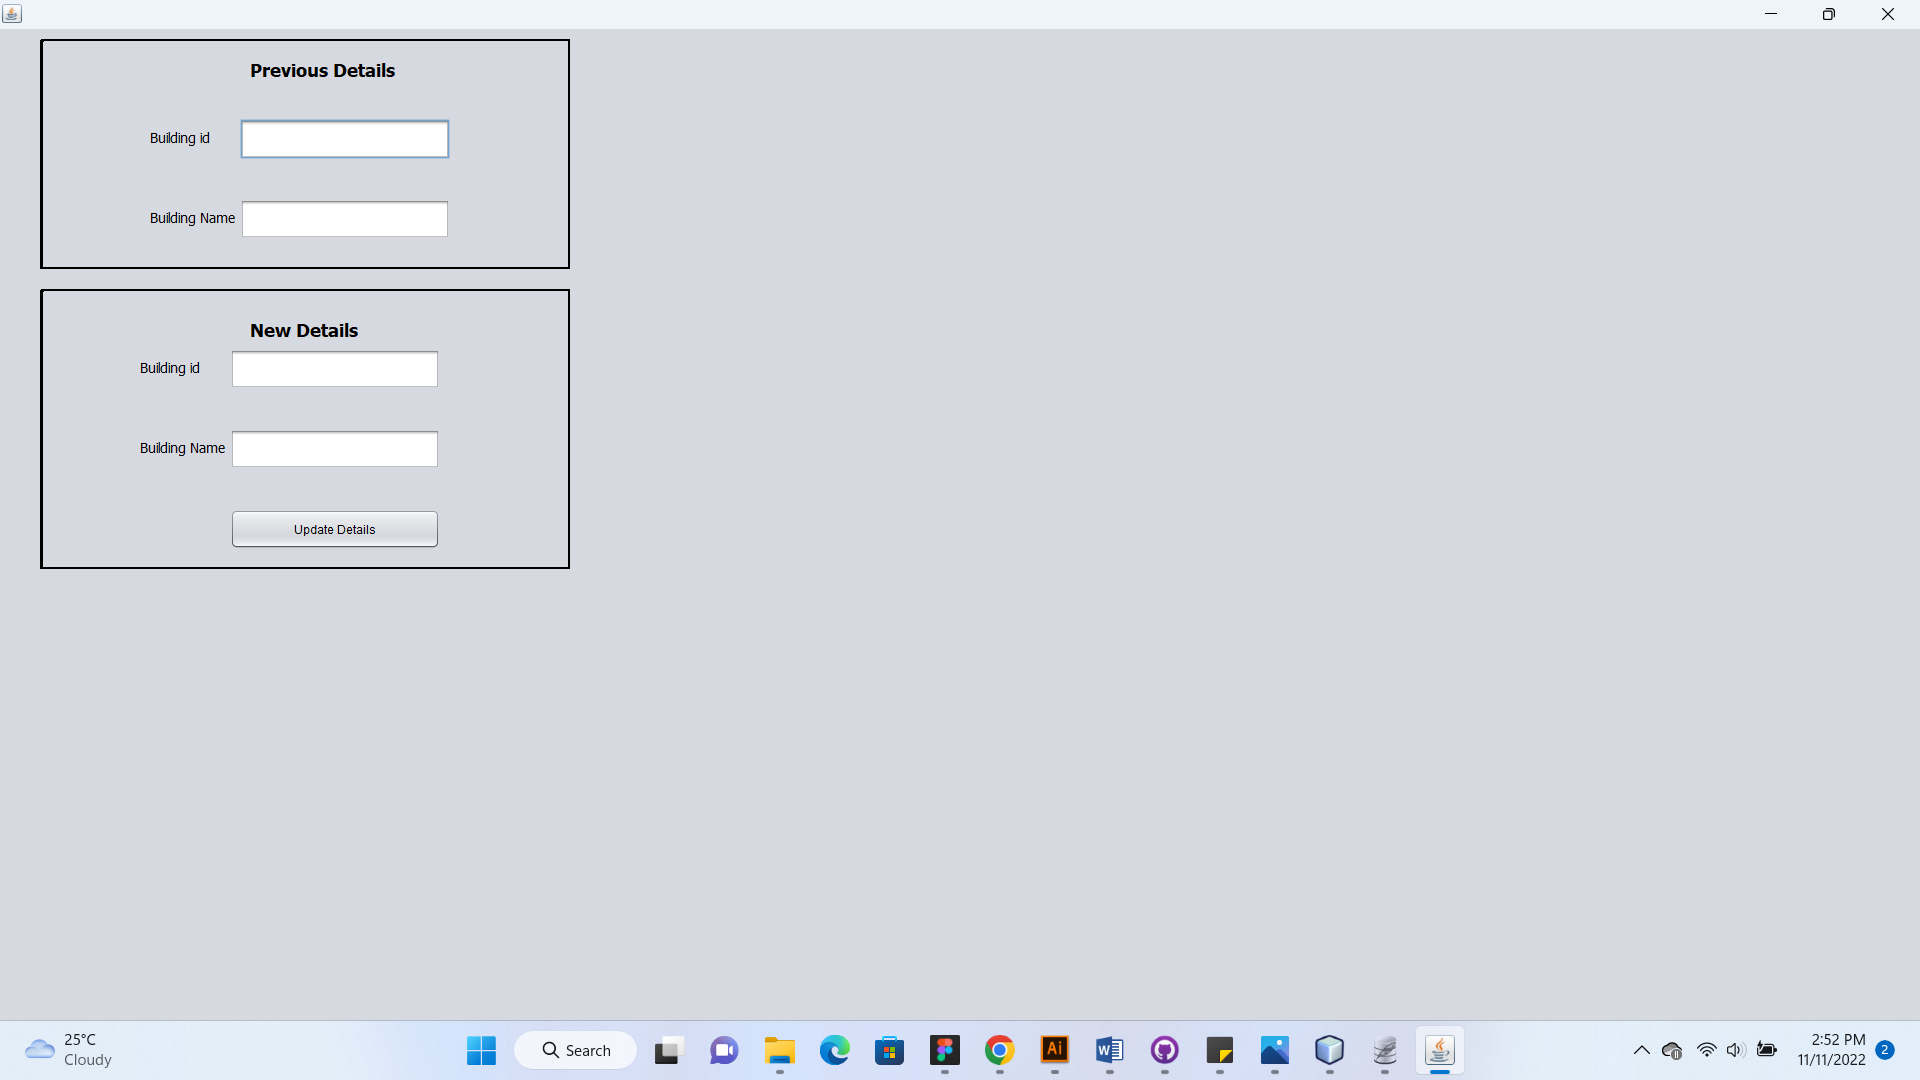 Previous Details
Building id
Building Name
New Details
Building id
Building Name
Update Details
25°C
Cloudy
Search
Ai
W
2:52 PM
11/11/2022
2